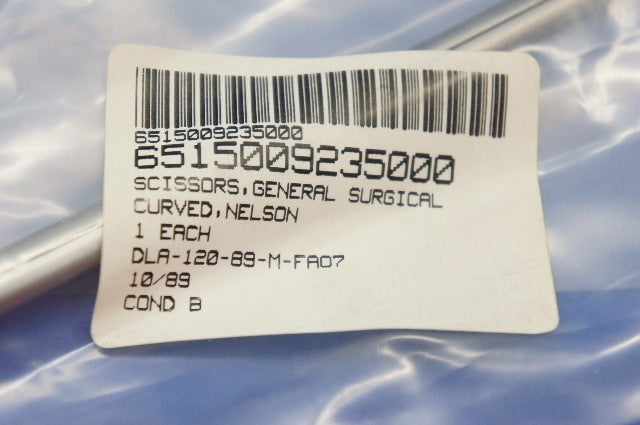 6515009235000
6515009235000
SCISSORS,GENERAL SURGICAL
CURVED,NELSON
1 EACH
DLA-120-89-M-FA07
10/89
COND B